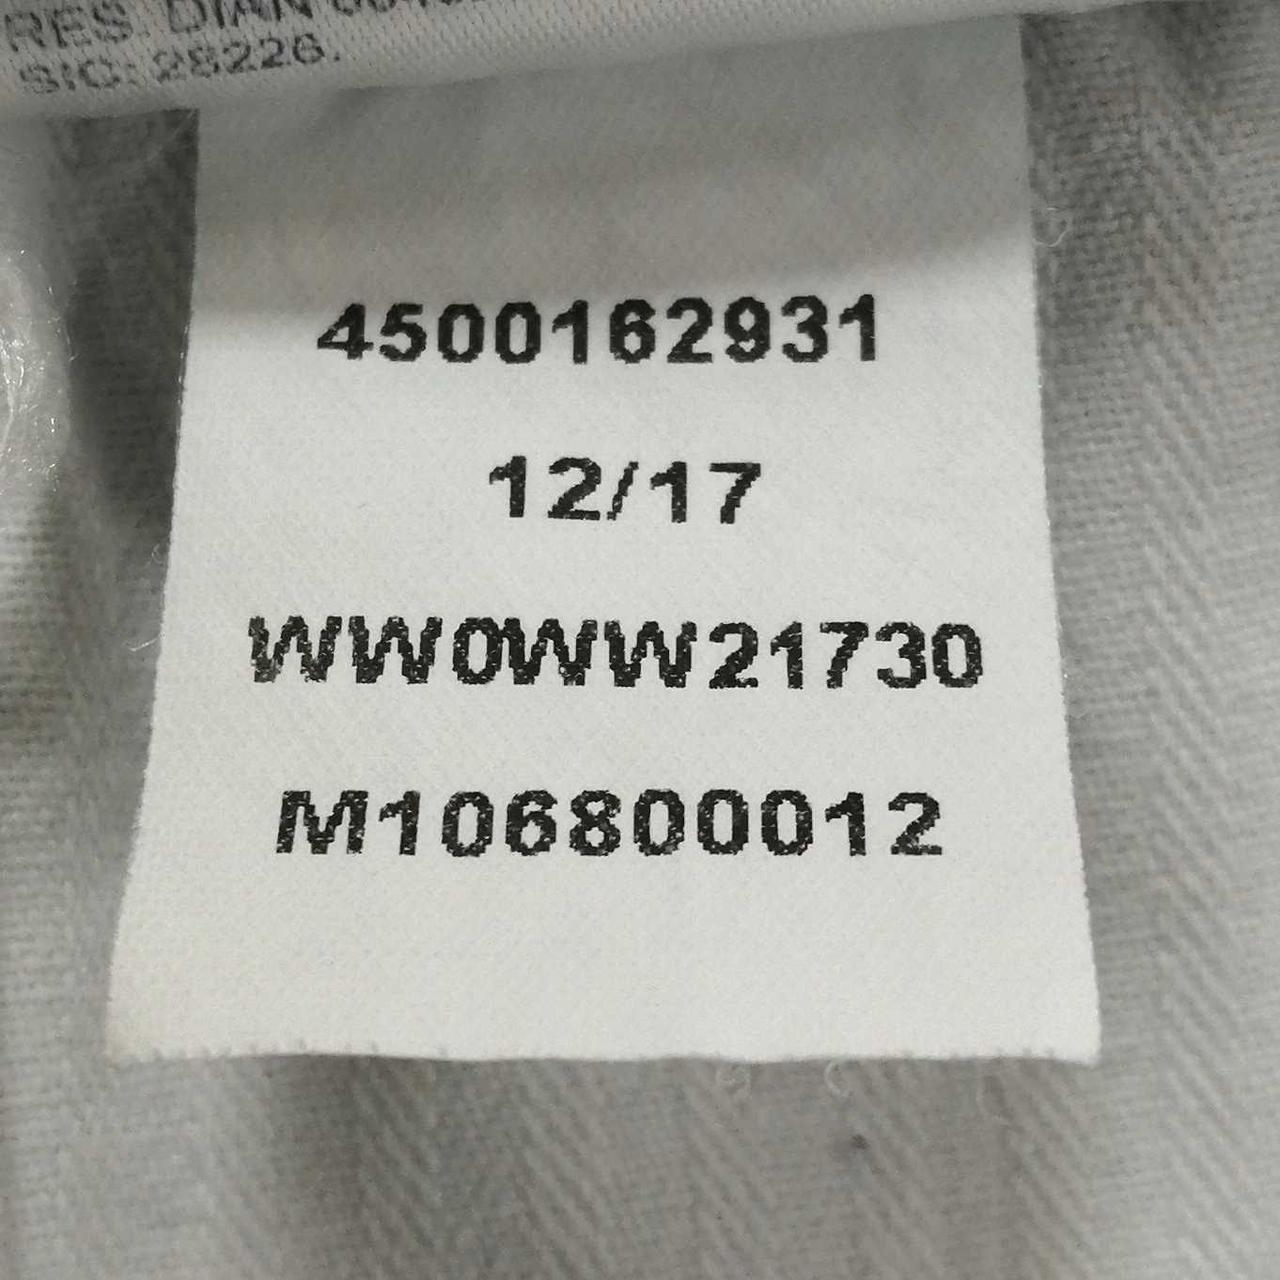 RES. DIAN
SIC: 28226.
4500162931
12/17
WW0WW21730
M106800012